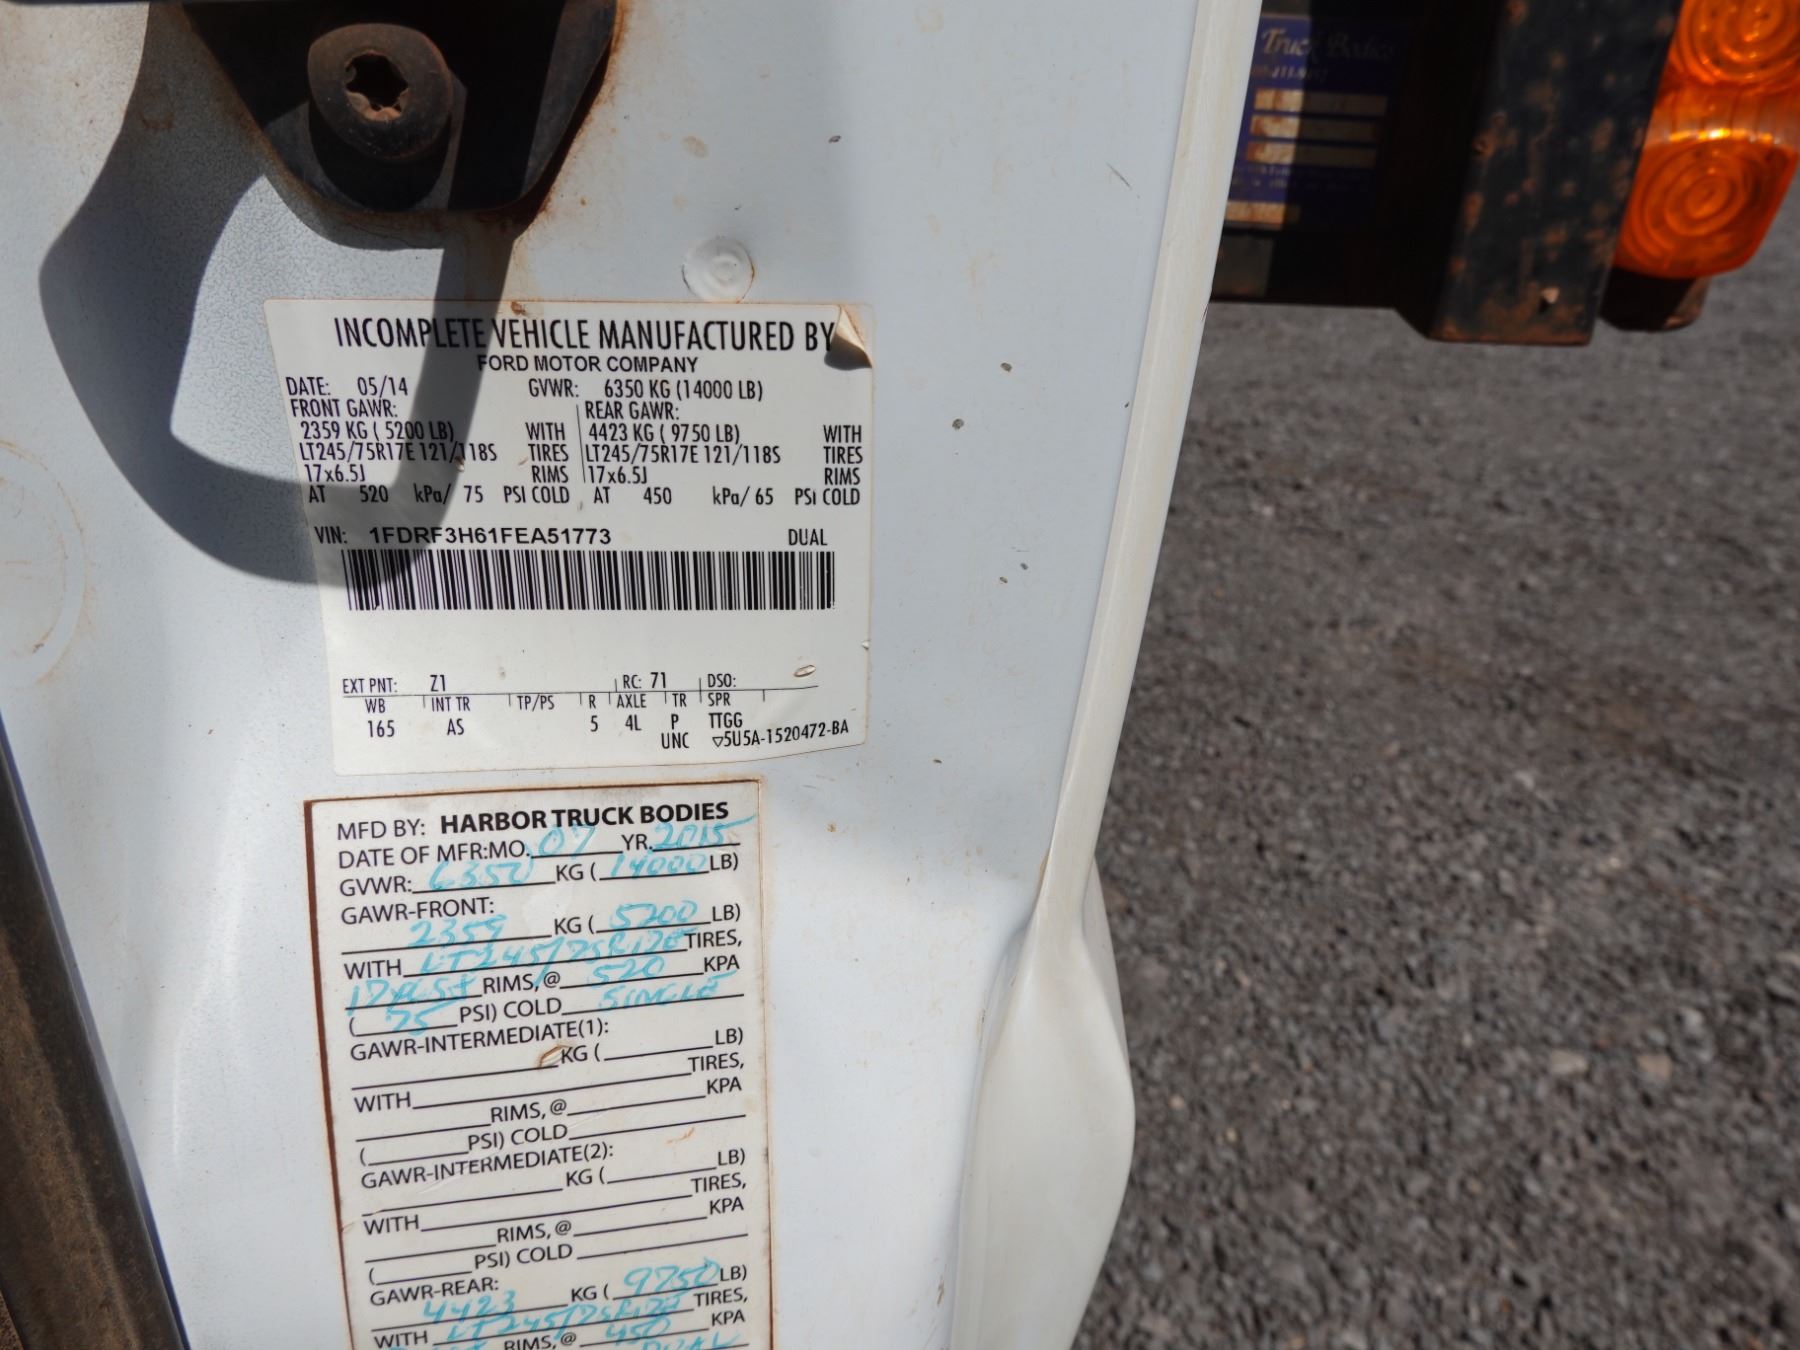 Truck Bodies
INCOMPLETE VEHICLE MANUFACTURED BY
FORD MOTOR COMPANY
DATE: 05/14 GVWR: 6350 KG (14000 LB)
FRONT GAWR: REAR GAWR:
2359 KG ( 5200 LB) WITH 4423 KG ( 9750 LB) WITH
LT245/75R17E 121/118S TIRES LT245/75R17E 121/118S TIRES
17x6.5J RIMS 17x6.5J RIMS
AT 520 kPa/ 75 PSI COLD AT 450 kPa/ 65 PSI COLD
VIN: 1FDRF3H61FEA51773 DUAL
EXT PNT: Z1 RC: 71 DSO:
WB INT TR TP/PS R AXLE TR SPR
165 AS 5 4L P TTGG
UNC ▽5U5A-1520472-BA
MFD BY: HARBOR TRUCK BODIES
DATE OF MFR:MO. 07 YR. 2015
GVWR: 6350 KG ( 14000 LB)
GAWR-FRONT:
2359 KG ( 5200 LB)
WITH LT245/75R17E TIRES,
17x6.5J RIMS, @ 520 KPA
( 75 PSI) COLD SINGLE
GAWR-INTERMEDIATE(1):
KG ( LB)
WITH TIRES,
RIMS, @ KPA
( PSI) COLD
GAWR-INTERMEDIATE(2):
KG ( LB)
WITH TIRES,
RIMS, @ KPA
( PSI) COLD
GAWR-REAR:
4423 KG ( 9750 LB)
WITH LT245/75R17E TIRES,
RIMS, @ 450 KPA
DUAL